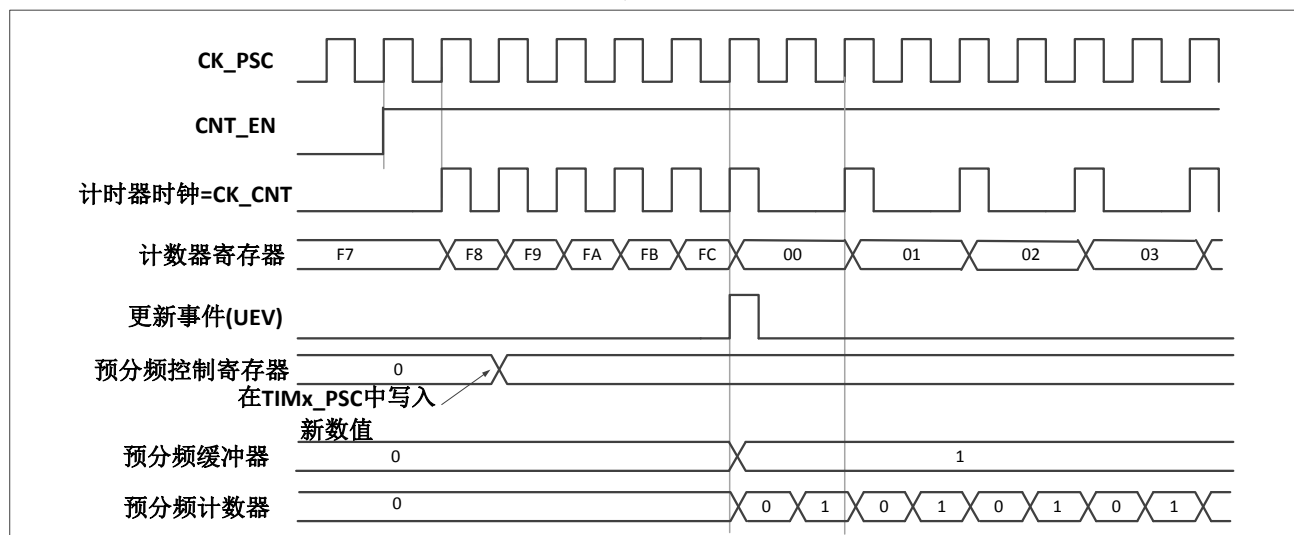 CK_PSC
CNT_EN
计时器时钟=CK_CNT
计数器寄存器 F7 F8 F9 FA FB FC 00 01 02 03
更新事件(UEV)
预分频控制寄存器 0
在TIMx_PSC中写入
新数值
预分频缓冲器 0 1
预分频计数器 0 0 1 0 1 0 1 0 1